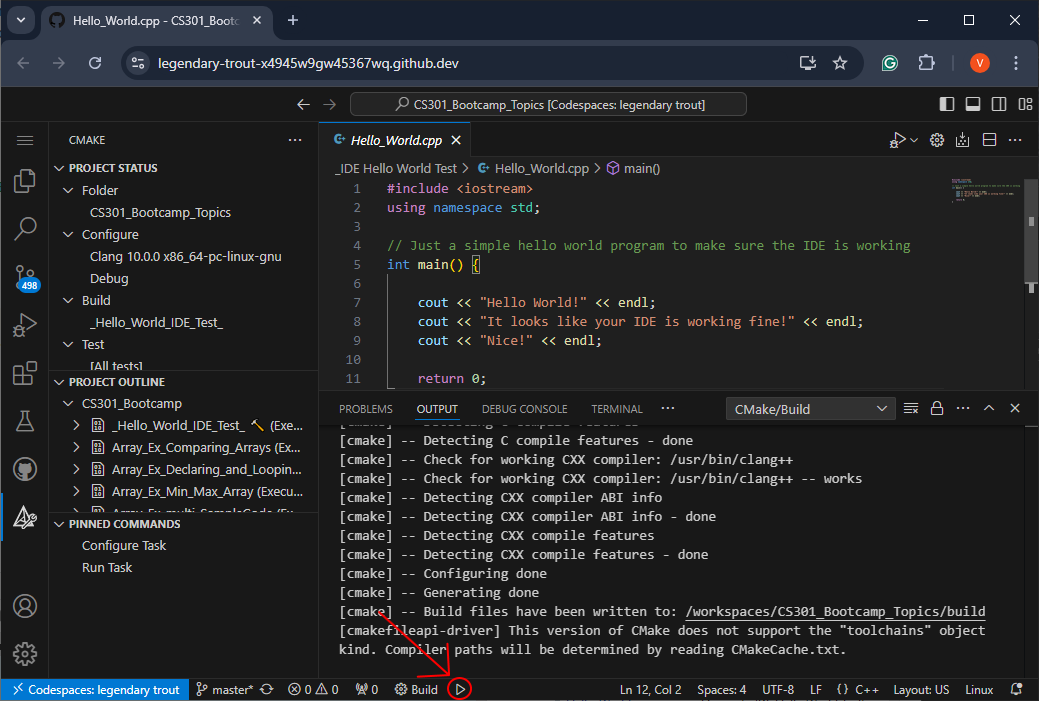 Hello_World.cpp - CS301_Bootc
legendary-trout-x4945w9gw45367wq.github.dev
V
CS301_Bootcamp_Topics [Codespaces: legendary trout]
CMAKE
PROJECT STATUS
Folder
CS301_Bootcamp_Topics
Configure
Clang 10.0.0 x86_64-pc-linux-gnu
Debug
Build
_Hello_World_IDE_Test_
Test
[All tests]
PROJECT OUTLINE
CS301_Bootcamp
_Hello_World_IDE_Test_ (Exe...
Array_Ex_Comparing_Arrays (Ex...
Array_Ex_Declaring_and_Loopin...
Array_Ex_Min_Max_Array (Execu...
PINNED COMMANDS
Configure Task
Run Task
498
Hello_World.cpp
_IDE Hello World Test > Hello_World.cpp > main()
1 #include <iostream>
2 using namespace std;
3
4 // Just a simple hello world program to make sure the IDE is working
5 int main() {
6
7 cout << "Hello World!" << endl;
8 cout << "It looks like your IDE is working fine!" << endl;
9 cout << "Nice!" << endl;
10
11 return 0;
PROBLEMS OUTPUT DEBUG CONSOLE TERMINAL ... CMake/Build
[cmake] -- Detecting C compile features
[cmake] -- Detecting C compile features - done
[cmake] -- Check for working CXX compiler: /usr/bin/clang++
[cmake] -- Check for working CXX compiler: /usr/bin/clang++ -- works
[cmake] -- Detecting CXX compiler ABI info
[cmake] -- Detecting CXX compiler ABI info - done
[cmake] -- Detecting CXX compile features
[cmake] -- Detecting CXX compile features - done
[cmake] -- Configuring done
[cmake] -- Generating done
[cmake] -- Build files have been written to: /workspaces/CS301_Bootcamp_Topics/build
[cmakefileapi-driver] This version of CMake does not support the "toolchains" object
kind. Compiler paths will be determined by reading CMakeCache.txt.
Codespaces: legendary trout master* 0 0 0 Build Ln 12, Col 2 Spaces: 4 UTF-8 LF {} C++ Layout: US Linux